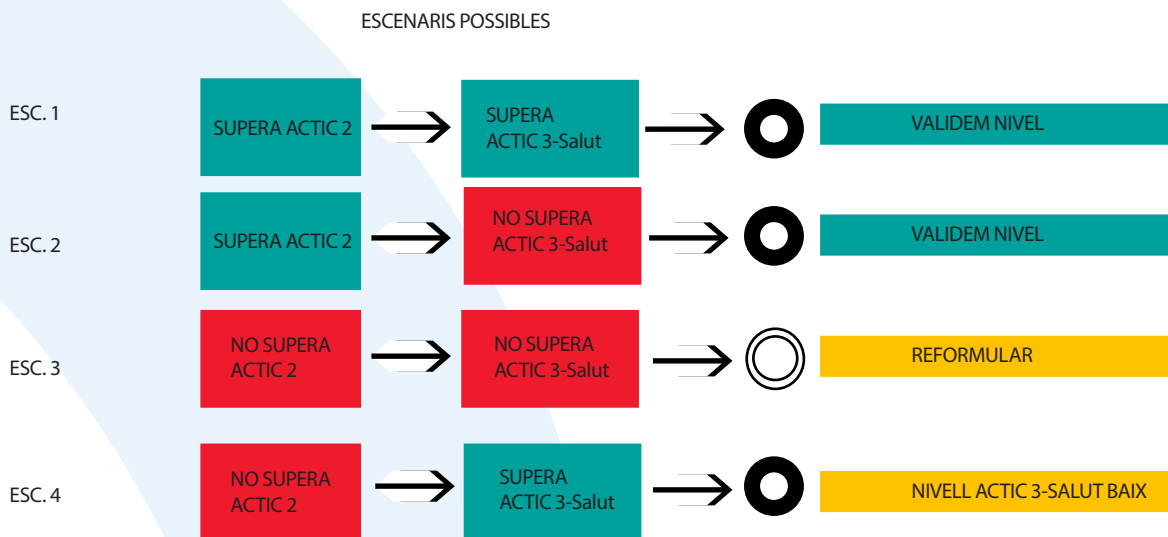 ESCENARIS POSSIBLES
ESC. 1
SUPERA ACTIC 2
SUPERA
ACTIC 3-Salut
VALIDEM NIVEL
ESC. 2
SUPERA ACTIC 2
NO SUPERA
ACTIC 3-Salut
VALIDEM NIVEL
ESC. 3
NO SUPERA
ACTIC 2
NO SUPERA
ACTIC 3-Salut
REFORMULAR
ESC. 4
NO SUPERA
ACTIC 2
SUPERA
ACTIC 3-Salut
NIVELL ACTIC 3-SALUT BAIX